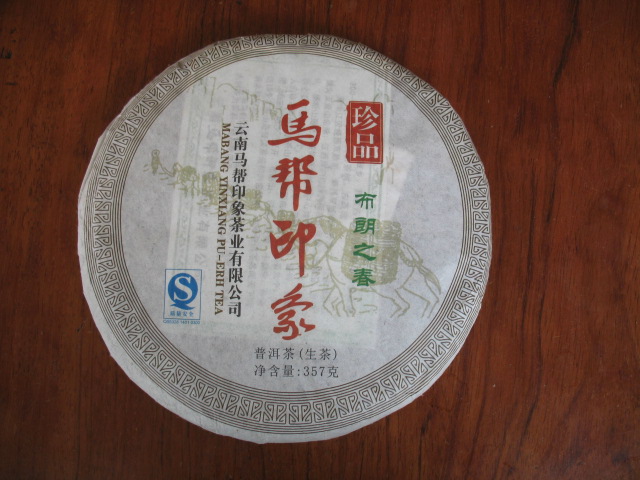 珍品
布朗之春
馬帮印象
云南马帮印象茶业有限公司
MABANG YINXIANG PU-ERH TEA
普洱茶(生茶)
净含量:357克